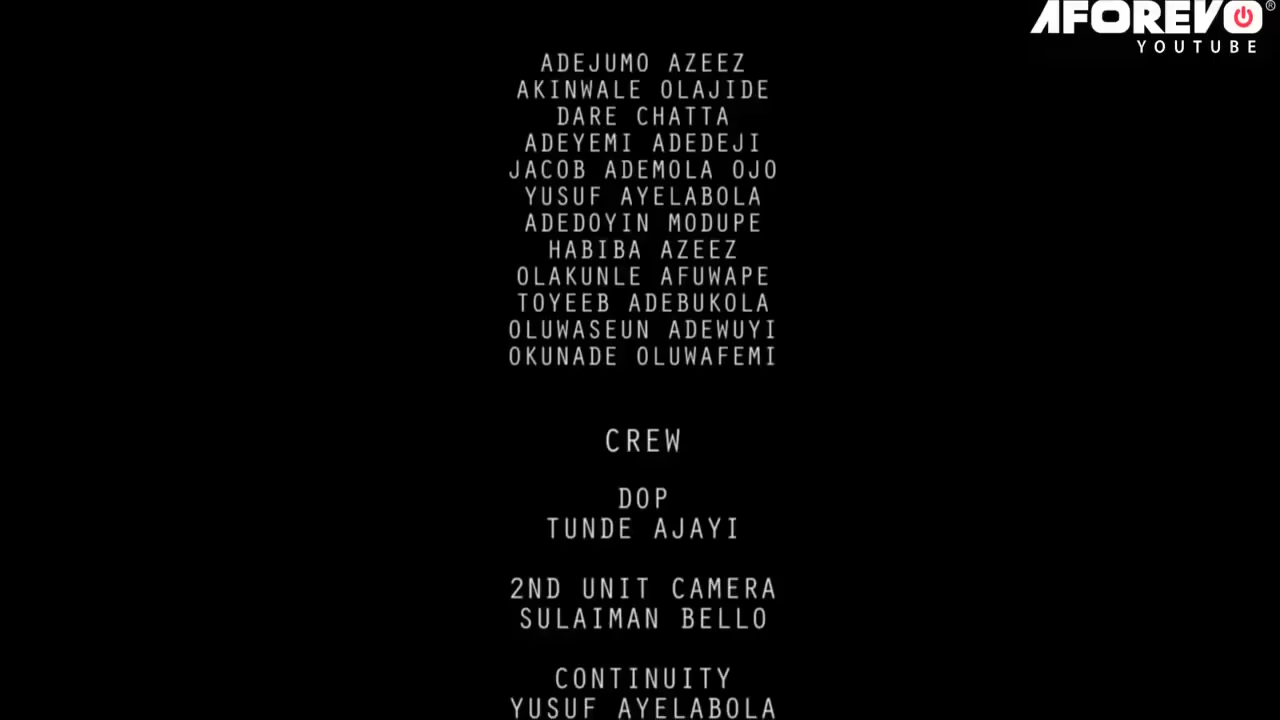 AFOREVO®
YOUTUBE
ADEJUMO AZEEZ
AKINWALE OLAJIDE
DARE CHATTA
ADEYEMI ADEDEJI
JACOB ADEMOLA OJO
YUSUF AYELABOLA
ADEDOYIN MODUPE
HABIBA AZEEZ
OLAKUNLE AFUWAPE
TOYEEB ADEBUKOLA
OLUWASEUN ADEWUYI
OKUNADE OLUWAFEMI
CREW
DOP
TUNDE AJAYI
2ND UNIT CAMERA
SULAIMAN BELLO
CONTINUITY
YUSUF AYELABOLA